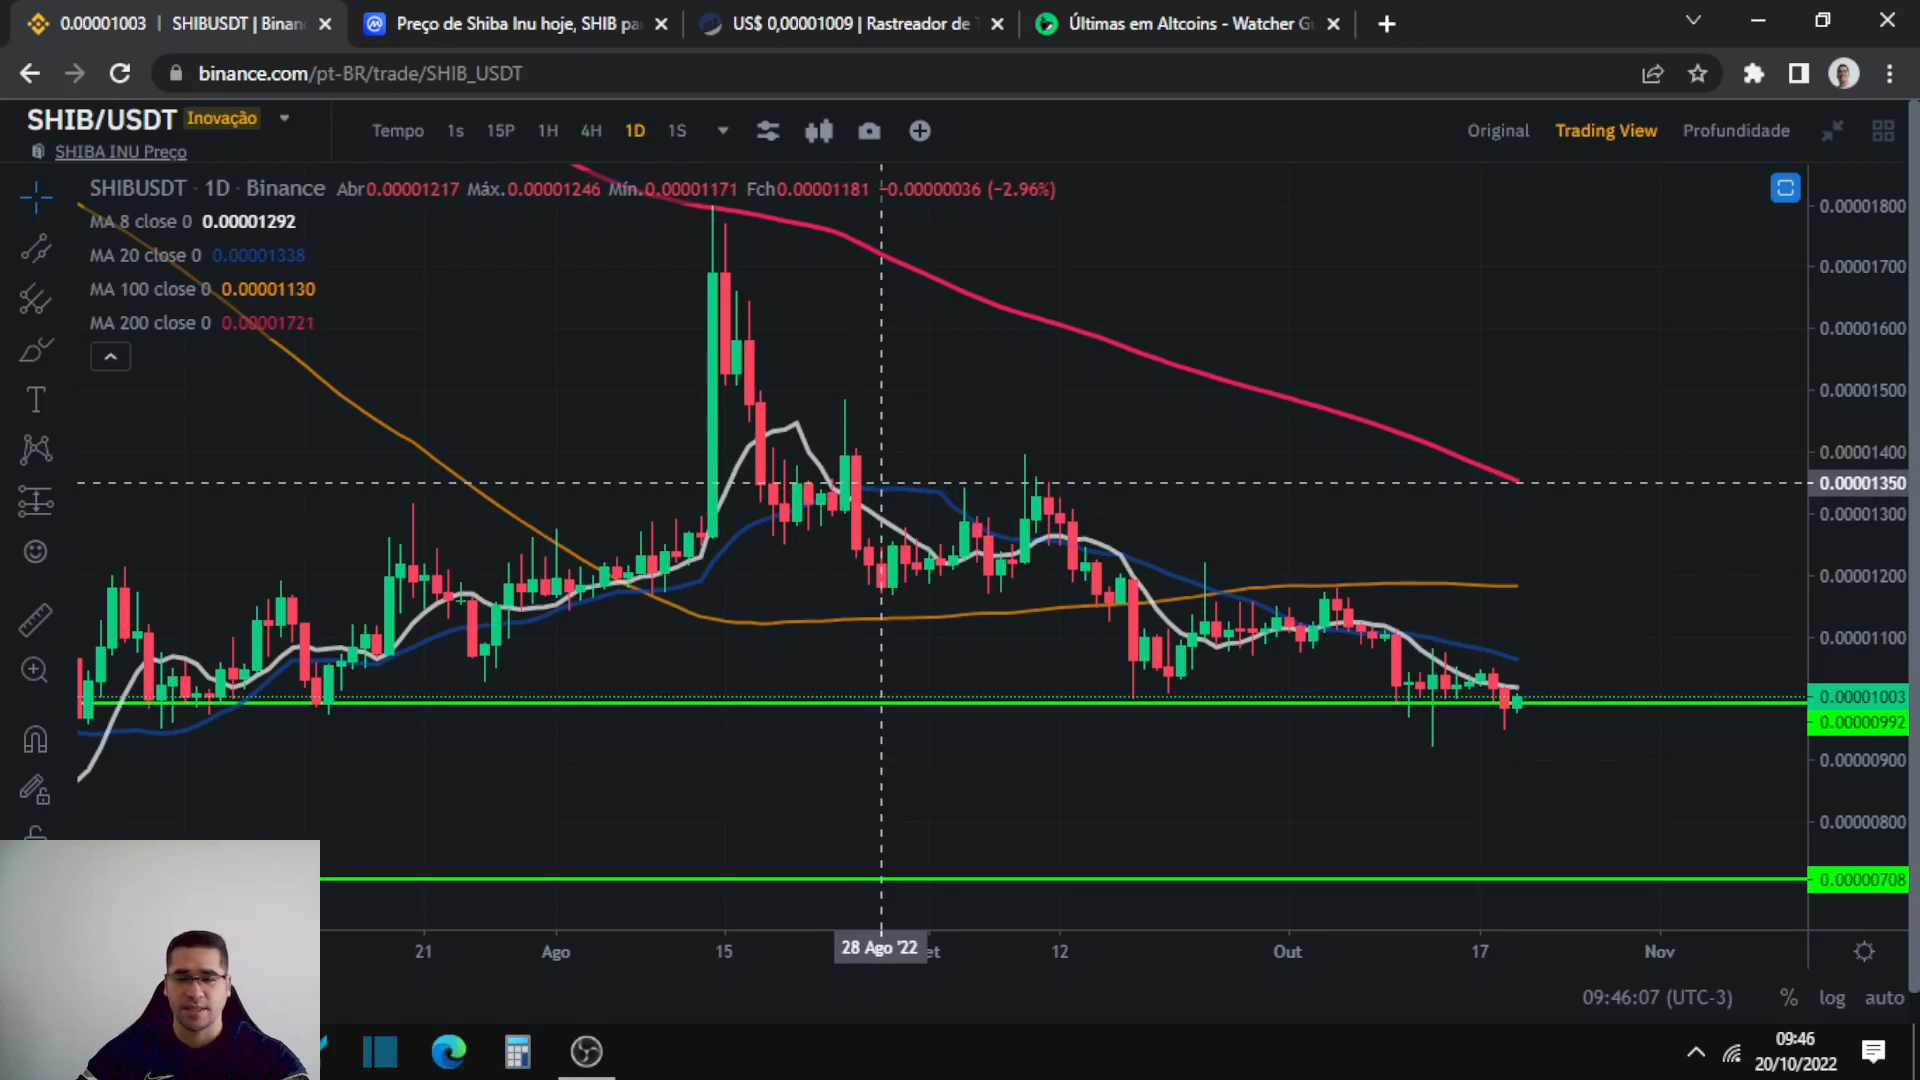 0.00001003 | SHIBUSDT | Binan
Preço de Shiba Inu hoje, SHIB pa
US$ 0,00001009 | Rastreador de T
Últimas em Altcoins - Watcher Gu
binance.com/pt-BR/trade/SHIB_USDT
SHIB/USDT Inovação
SHIBA INU Preço
Tempo 1s 15P 1H 4H 1D 1S
Original Trading View Profundidade
SHIBUSDT · 1D · Binance Abr0.00001217 Máx.0.00001246 Mín.0.00001171 Fch0.00001181 −0.00000036 (−2.96%)
MA 8 close 0 0.00001292
MA 20 close 0 0.00001338
MA 100 close 0 0.00001130
MA 200 close 0 0.00001721
0.00001800
0.00001700
0.00001600
0.00001500
0.00001400
0.00001350
0.00001300
0.00001200
0.00001100
0.00001003
0.00000992
0.00000900
0.00000800
0.00000708
21 Ago 15 28 Ago '22 et 12 Out 17 Nov
09:46:07 (UTC-3) % log auto
09:46
20/10/2022